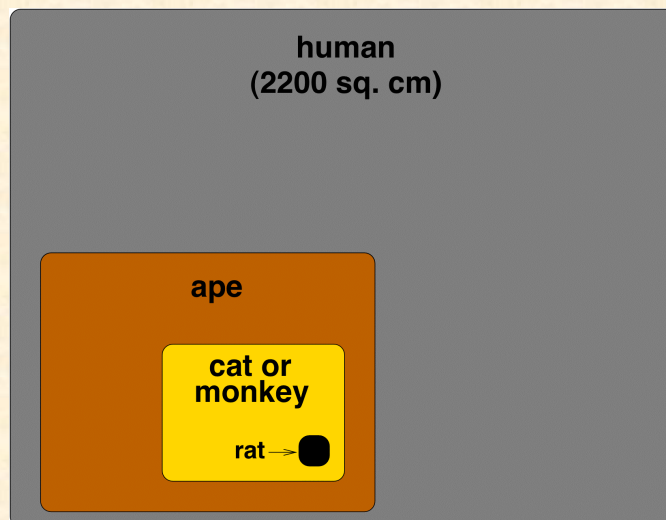 human
(2200 sq. cm)
ape
cat or
monkey
rat